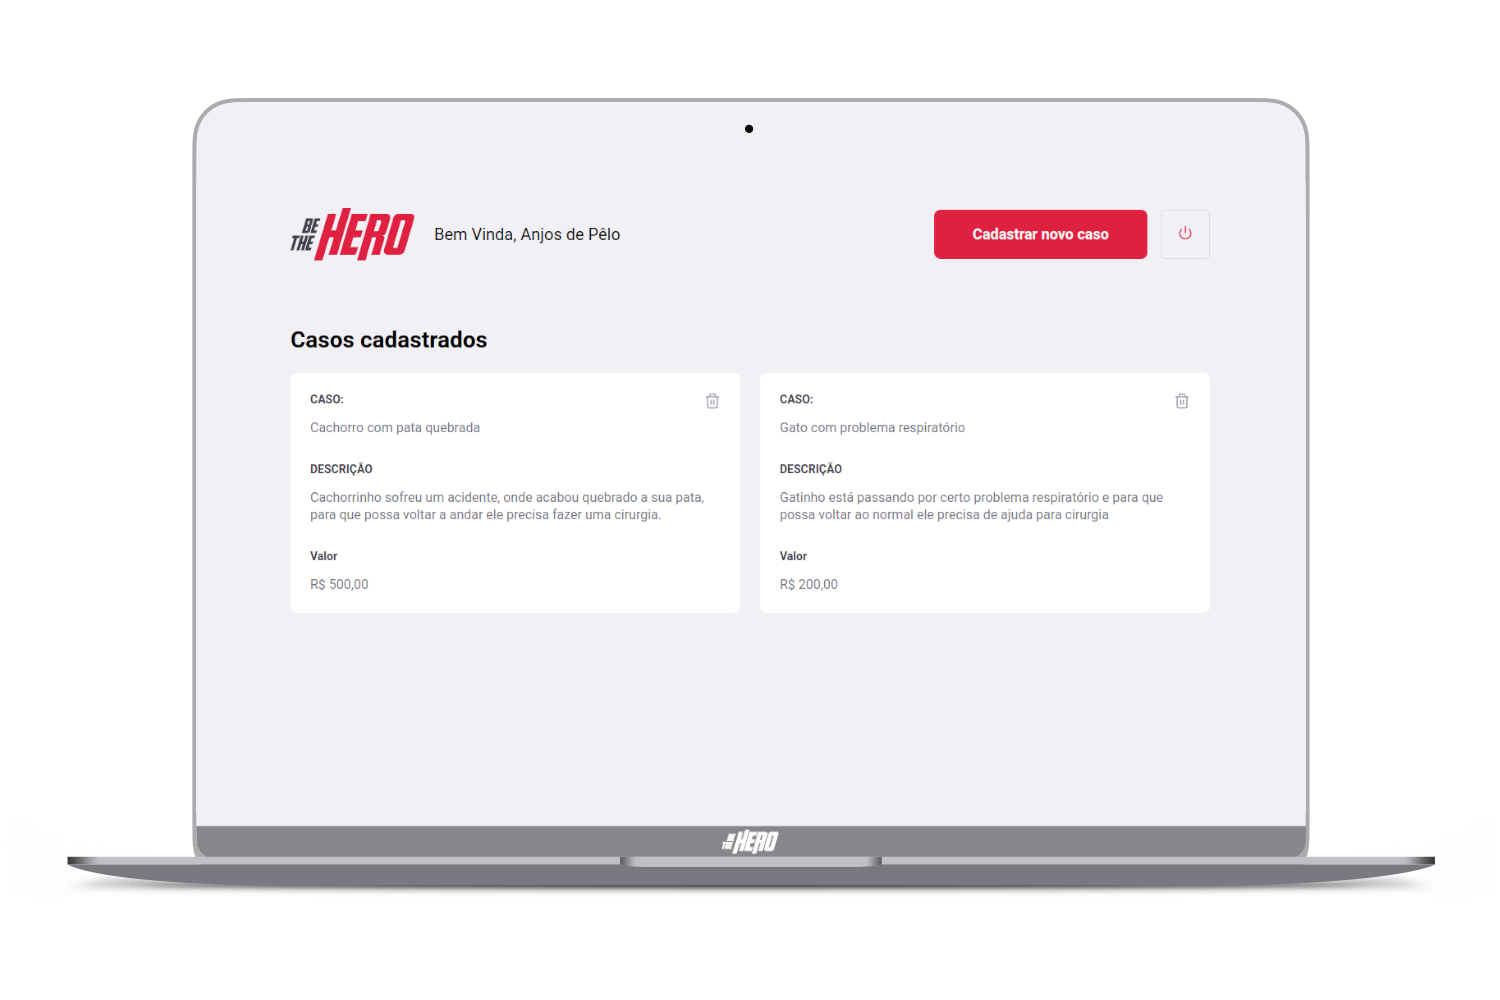 BE THE HERO
Bem Vinda, Anjos de Pêlo
Cadastrar novo caso
Casos cadastrados
CASO:
Cachorro com pata quebrada
DESCRIÇÃO
Cachorrinho sofreu um acidente, onde acabou quebrado a sua pata,
para que possa voltar a andar ele precisa fazer uma cirurgia.
Valor
R$ 500,00
CASO:
Gato com problema respiratório
DESCRIÇÃO
Gatinho está passando por certo problema respiratório e para que
possa voltar ao normal ele precisa de ajuda para cirurgia
Valor
R$ 200,00
BE THE HERO